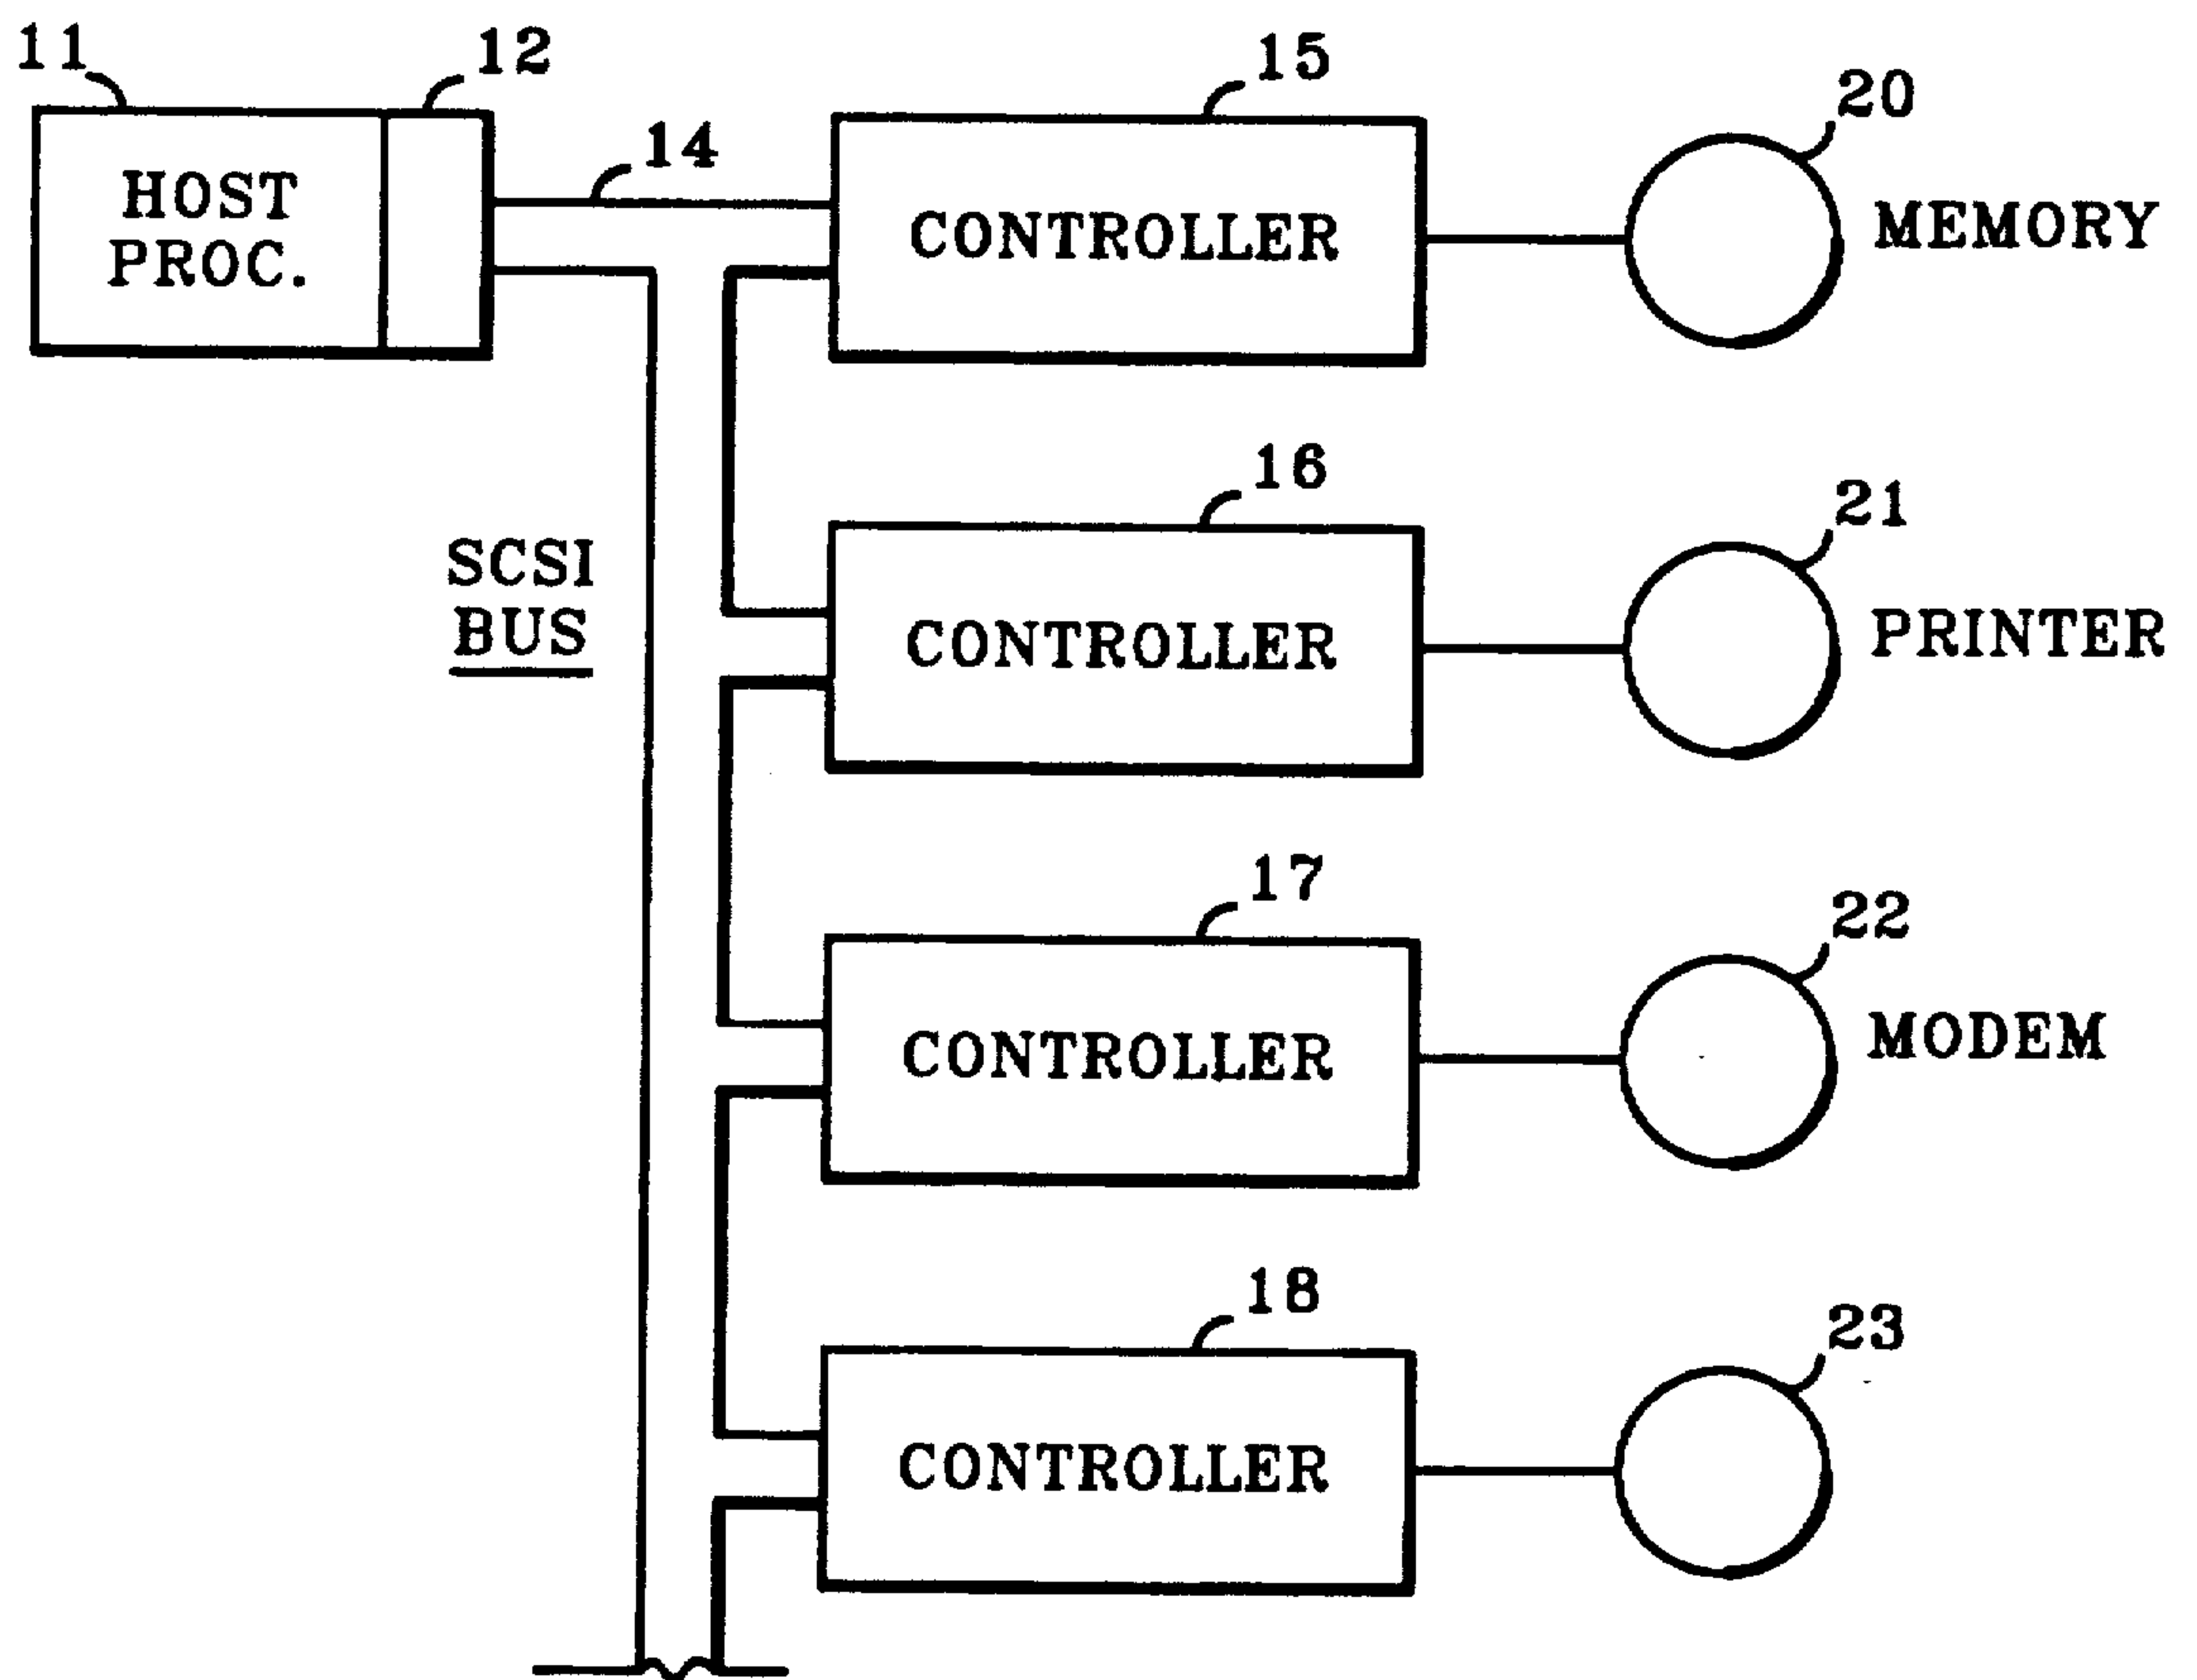 11
12
HOST
PROC.
14
15
CONTROLLER
20
MEMORY
SCSI
BUS
16
CONTROLLER
21
PRINTER
17
CONTROLLER
22
MODEM
18
CONTROLLER
23